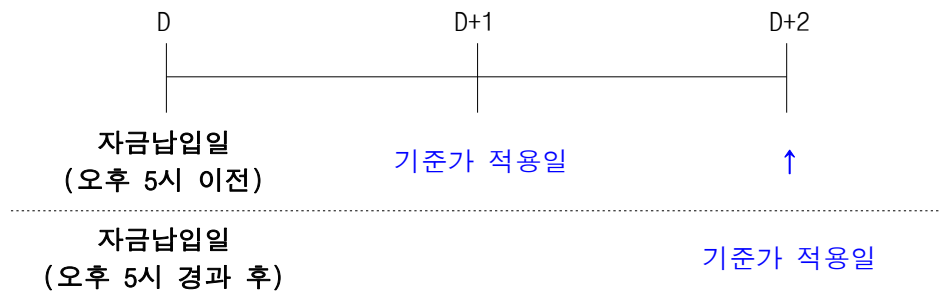 D D+1 D+2
자금납입일
(오후 5시 이전) 기준가 적용일 ↑
자금납입일
(오후 5시 경과 후) 기준가 적용일